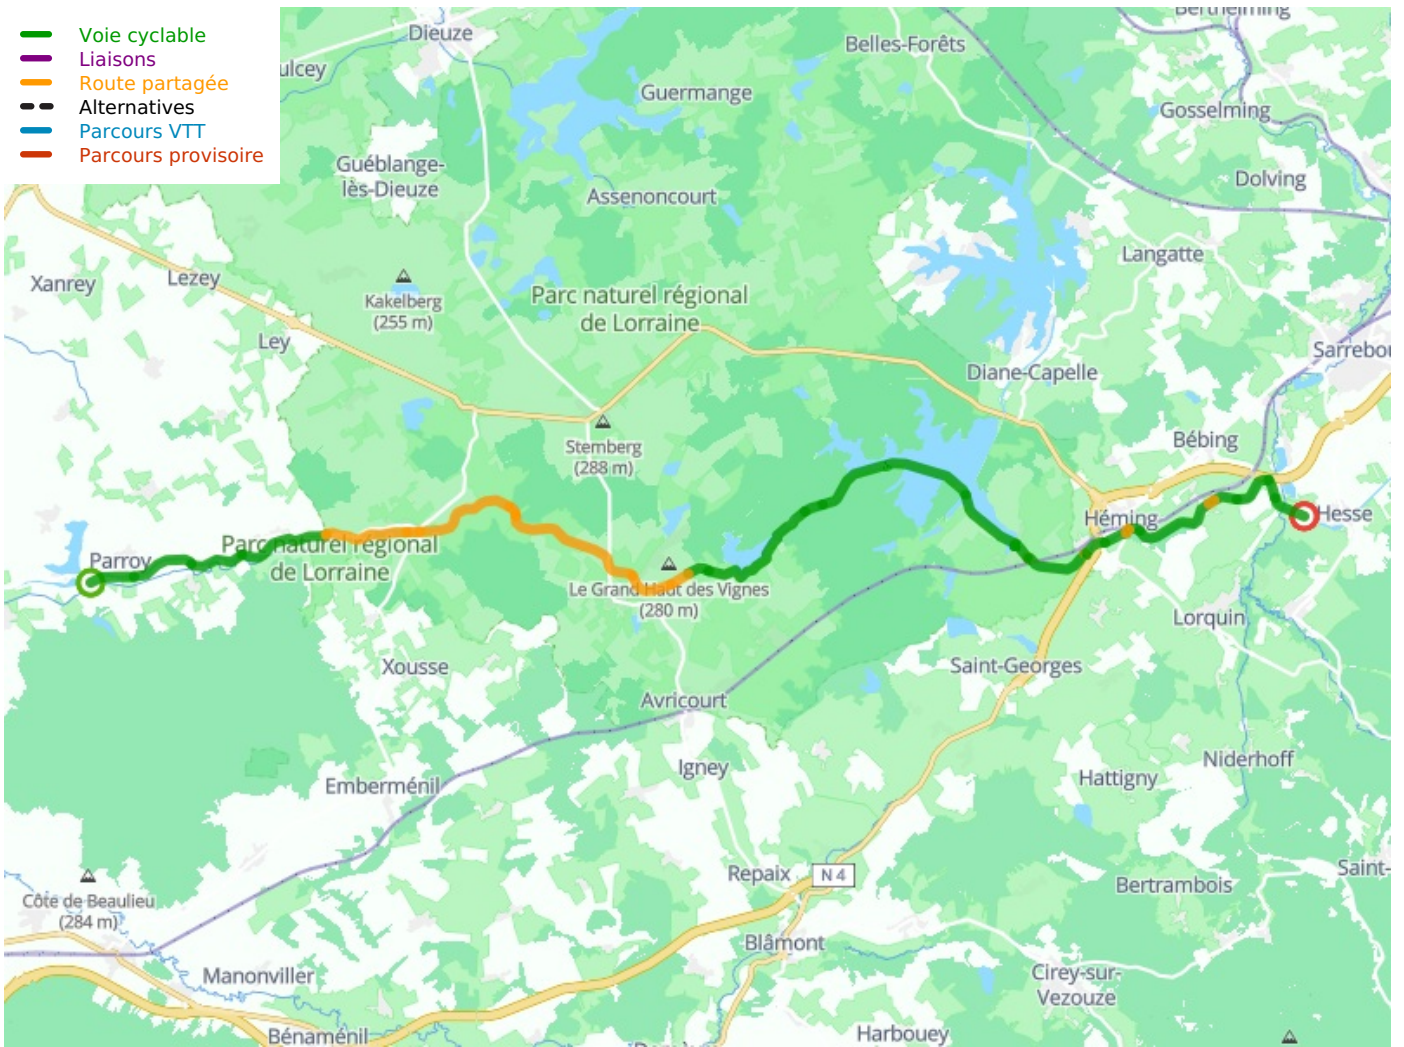 Voie cyclable
Liaisons
Route partagée
Alternatives
Parcours VTT
Parcours provisoire
Dieuze
ulcey
Belles-Forêts
Berthelming
Guermange
Gosselming
Guéblange-
lès-Dieuze
Assenoncourt
Dolving
Langatte
Xanrey
Lezey
Kakelberg
(255 m)
Parc naturel régional
de Lorraine
Ley
Sarrebou
Diane-Capelle
Stemberg
(288 m)
Bébing
Héming
Hesse
Parroy
Parc naturel régional
de Lorraine
Le Grand Haut des Vignes
(280 m)
Lorquin
Xousse
Saint-Georges
Avricourt
Igney
Niderhoff
Emberménil
Hattigny
Repaix
N 4
Saint-
Bertrambois
Côte de Beaulieu
(284 m)
Blâmont
Manonviller
Cirey-sur-
Vezouze
Bénaménil
Harbouey